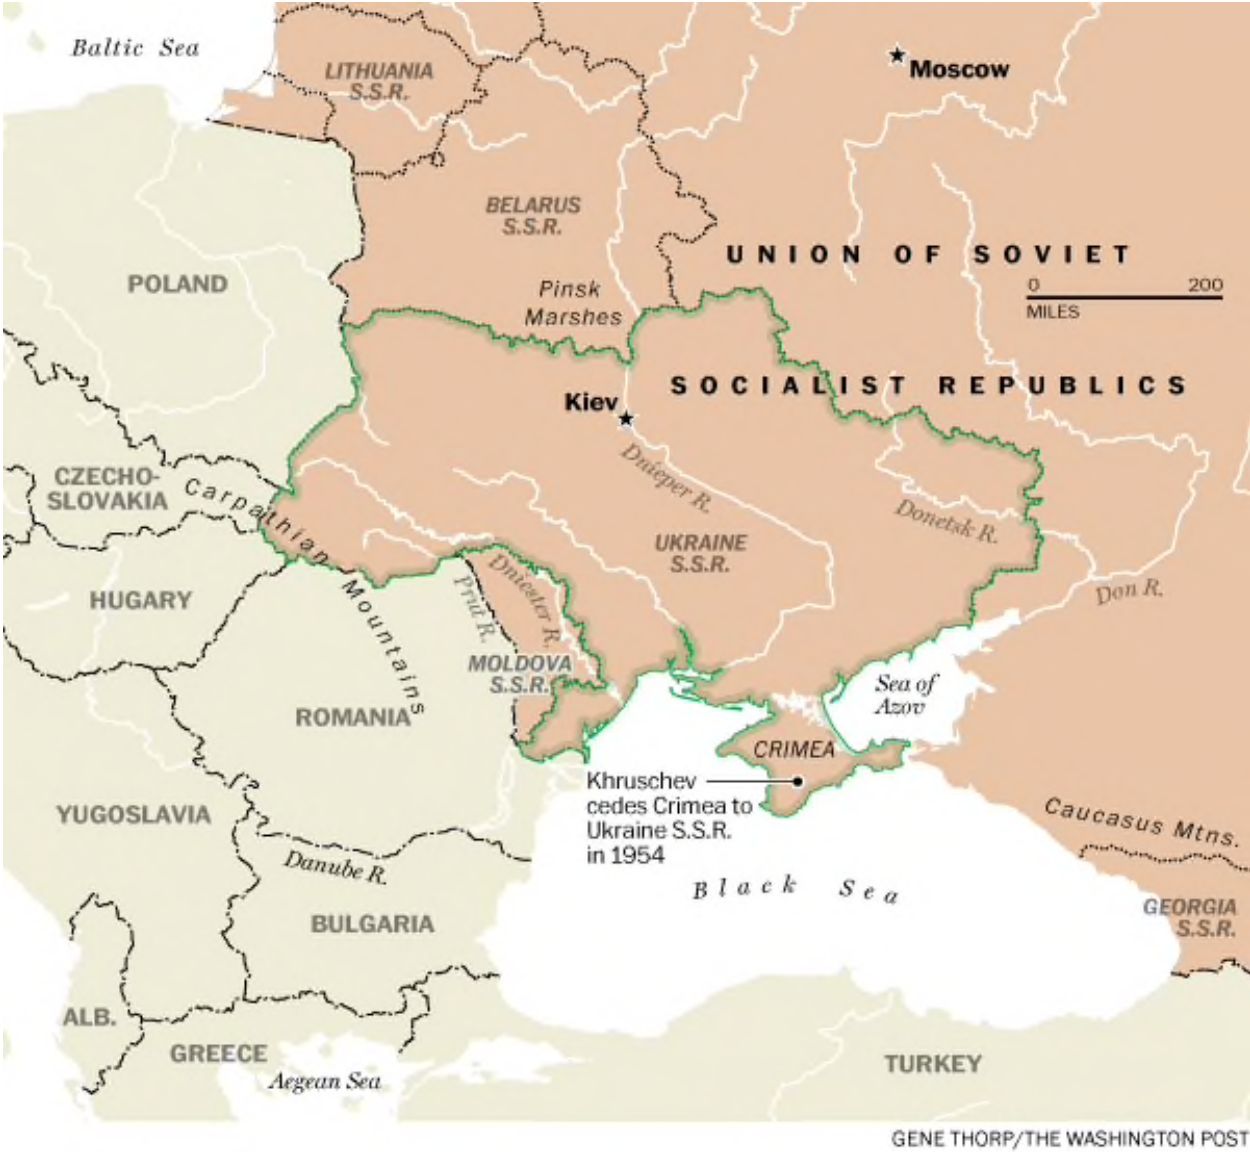 Baltic Sea
LITHUANIA
S.S.R.
Moscow
BELARUS
S.S.R.
UNION OF SOVIET
POLAND
0 200
MILES
Pinsk
Marshes
SOCIALIST REPUBLICS
Kiev
CZECHO-
SLOVAKIA
Carpathian Mountains
Dnieper R.
Donetsk R.
UKRAINE
S.S.R.
HUGARY
Prut R.
Dniester R.
Don R.
MOLDOVA
S.S.R.
Sea of
Azov
ROMANIA
CRIMEA
Khruschev
cedes Crimea to
Ukraine S.S.R.
in 1954
YUGOSLAVIA
Caucasus Mtns.
Danube R.
Black Sea
BULGARIA
GEORGIA
S.S.R.
ALB.
GREECE
Aegean Sea
TURKEY
GENE THORP/THE WASHINGTON POST